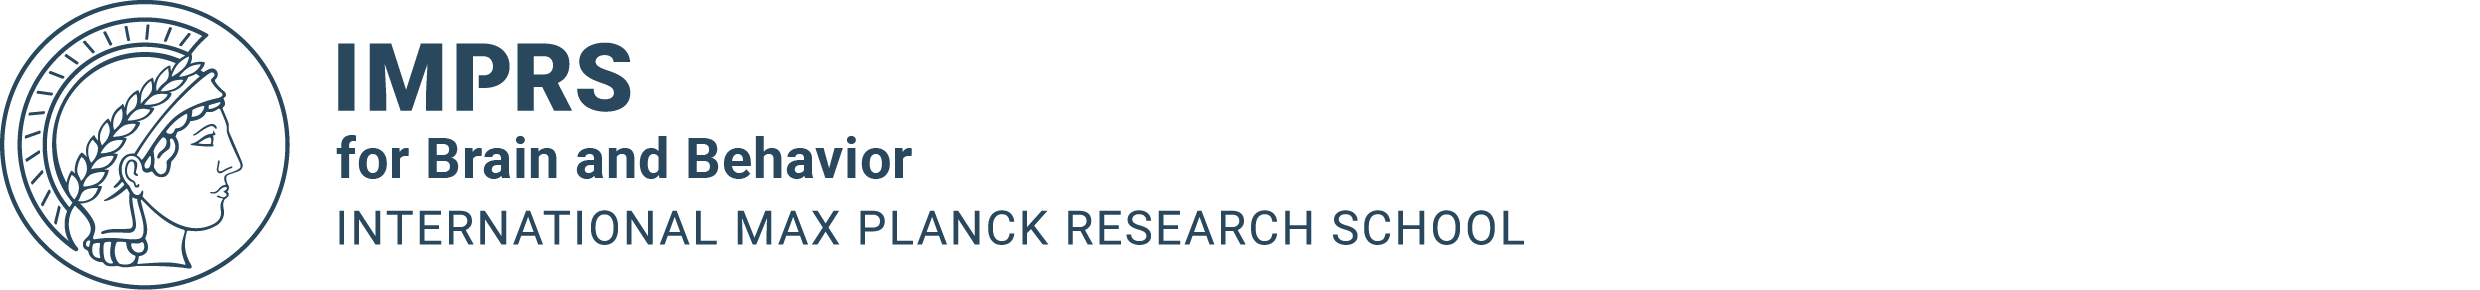 IMPRS
for Brain and Behavior
INTERNATIONAL MAX PLANCK RESEARCH SCHOOL